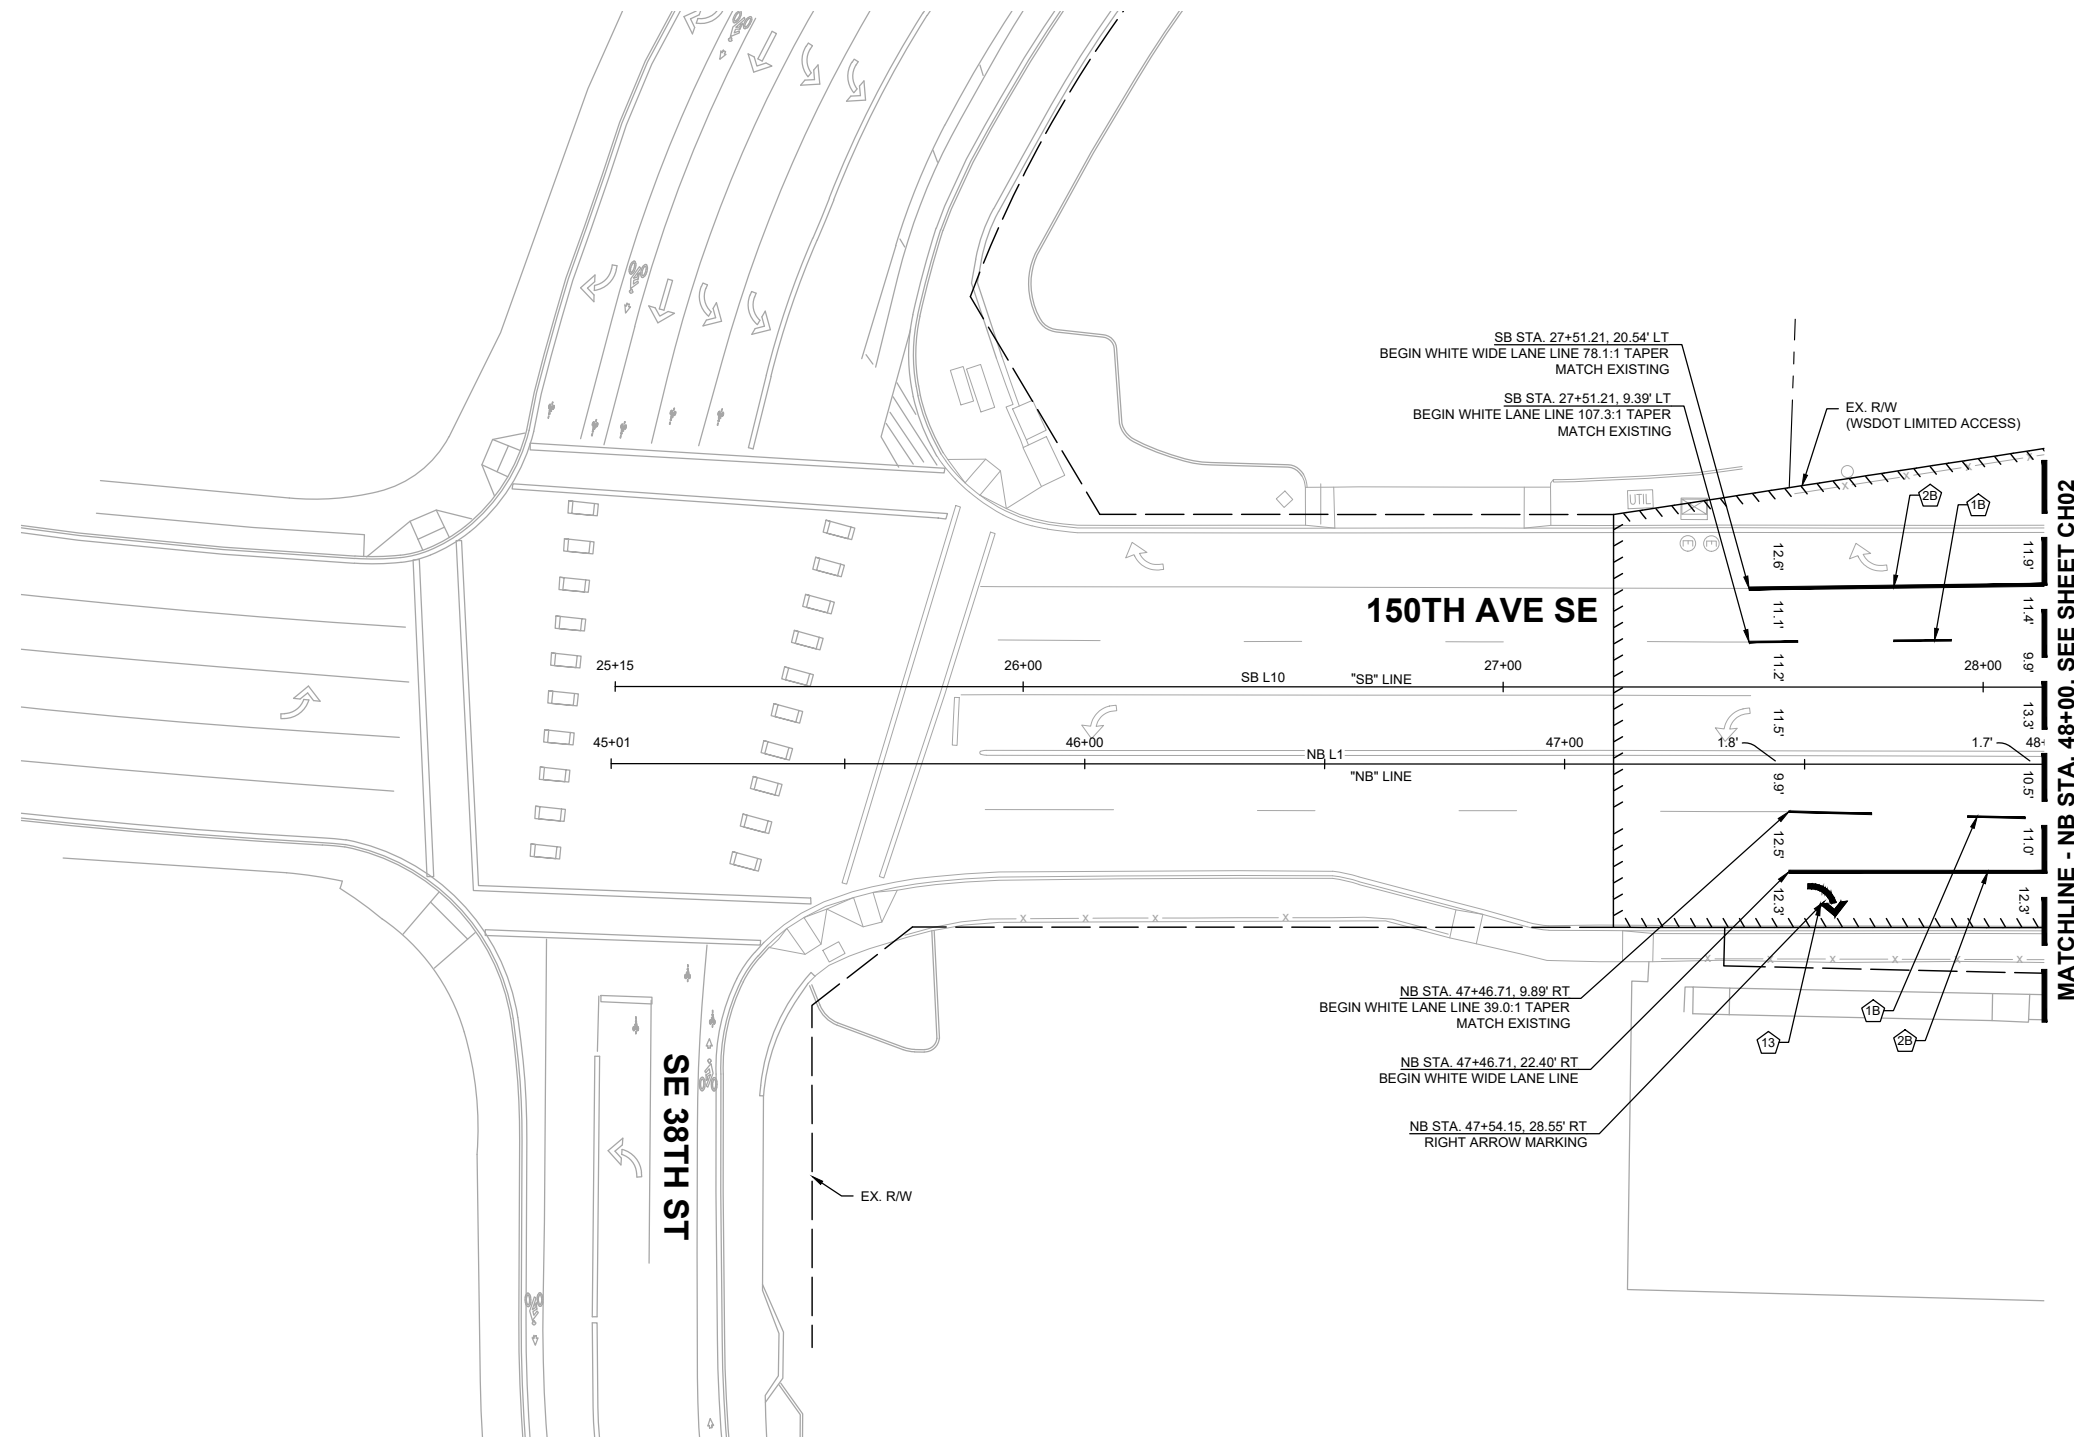 SB STA. 27+51.21, 20.54' LT
BEGIN WHITE WIDE LANE LINE 78.1:1 TAPER
MATCH EXISTING
SB STA. 27+51.21, 9.39' LT
BEGIN WHITE LANE LINE 107.3:1 TAPER
MATCH EXISTING
EX. R/W
(WSDOT LIMITED ACCESS)
UTIL
2B
1B
E
E
12.6'
11.9'
150TH AVE SE
11.1'
11.4'
25+15
26+00
27+00
28+00
SB L10
"SB" LINE
11.2'
9.9'
11.5'
13.3'
45+01
46+00
47+00
48+
NB L1
"NB" LINE
1.8'
1.7'
9.9'
10.5'
12.5'
11.0'
12.3'
12.3'
MATCHLINE - NB STA. 48+00. SEE SHEET CH02
X X X X
X X X X X X
NB STA. 47+46.71, 9.89' RT
BEGIN WHITE LANE LINE 39.0:1 TAPER
MATCH EXISTING
1B
13
2B
NB STA. 47+46.71, 22.40' RT
BEGIN WHITE WIDE LANE LINE
NB STA. 47+54.15, 28.55' RT
RIGHT ARROW MARKING
SE 38TH ST
EX. R/W